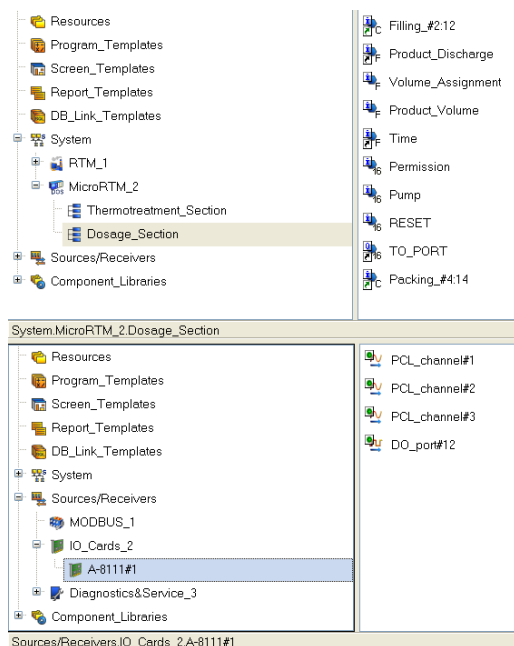 Resources
Program_Templates
Screen_Templates
Report_Templates
DB_Link_Templates
System
RTM_1
MicroRTM_2
Thermotreatment_Section
Dosage_Section
Sources/Receivers
Component_Libraries
Filling_#2:12
Product_Discharge
Volume_Assignment
Product_Volume
Time
Permission
Pump
RESET
TO_PORT
Packing_#4:14
System.MicroRTM_2.Dosage_Section
Resources
Program_Templates
Screen_Templates
Report_Templates
DB_Link_Templates
System
Sources/Receivers
MODBUS_1
IO_Cards_2
A-8111#1
Diagnostics&Service_3
Component_Libraries
PCL_channel#1
PCL_channel#2
PCL_channel#3
DO_port#12
Sources/Receivers.IO_Cards_2.A-8111#1